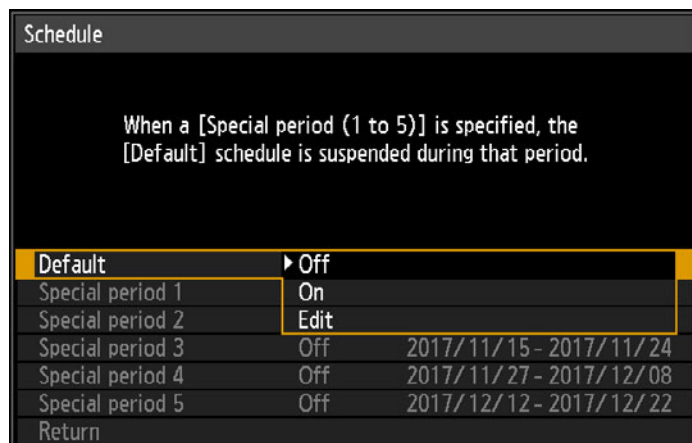 Schedule
When a [Special period (1 to 5)] is specified, the
[Default] schedule is suspended during that period.
Default Off
Special period 1 On
Special period 2 Edit
Special period 3 Off 2017/11/15-2017/11/24
Special period 4 Off 2017/11/27-2017/12/08
Special period 5 Off 2017/12/12-2017/12/22
Return